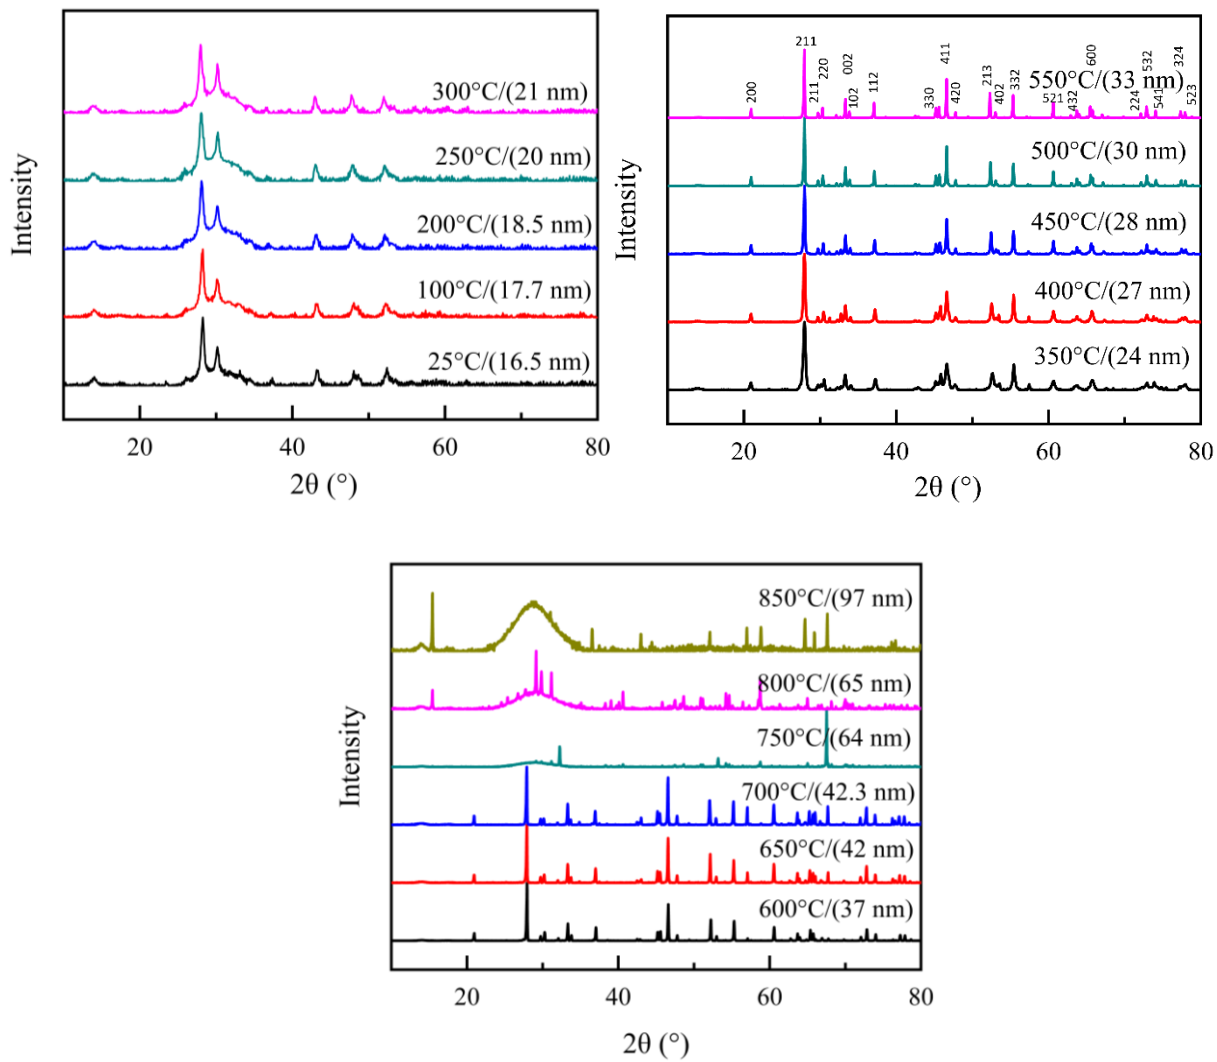 Intensity
300°C/(21 nm)
250°C/(20 nm)
200°C/(18.5 nm)
100°C/(17.7 nm)
25°C/(16.5 nm)
20 40 60 80
2θ (°)
Intensity
200 211 211 220 002 102 112 330 411 420 213 402 332 521 432 600 224 532 541 324 523
550°C/(33 nm)
500°C/(30 nm)
450°C/(28 nm)
400°C/(27 nm)
350°C/(24 nm)
20 40 60 80
2θ (°)
Intensity
850°C/(97 nm)
800°C/(65 nm)
750°C/(64 nm)
700°C/(42.3 nm)
650°C/(42 nm)
600°C/(37 nm)
20 40 60 80
2θ (°)